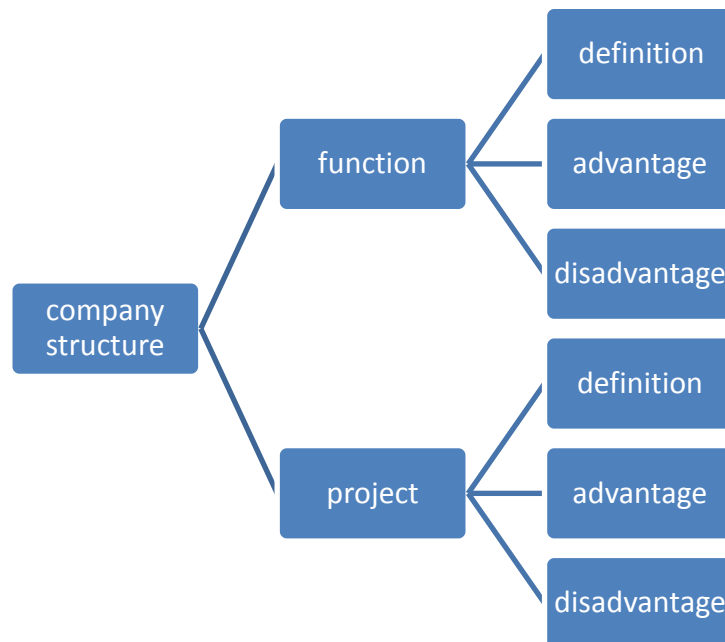 company
structure
function
definition
advantage
disadvantage
project
definition
advantage
disadvantage